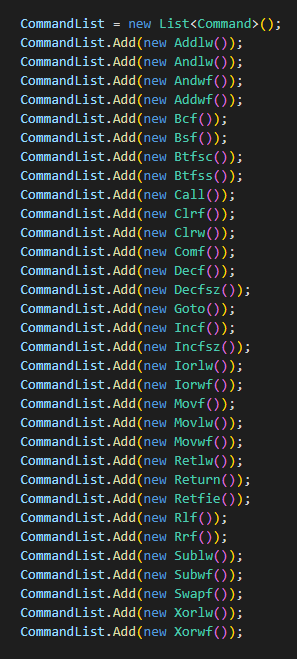 CommandList = new List<Command>();
CommandList.Add(new Addlw());
CommandList.Add(new Andlw());
CommandList.Add(new Andwf());
CommandList.Add(new Addwf());
CommandList.Add(new Bcf());
CommandList.Add(new Bsf());
CommandList.Add(new Btfsc());
CommandList.Add(new Btfss());
CommandList.Add(new Call());
CommandList.Add(new Clrf());
CommandList.Add(new Clrw());
CommandList.Add(new Comf());
CommandList.Add(new Decf());
CommandList.Add(new Decfsz());
CommandList.Add(new Goto());
CommandList.Add(new Incf());
CommandList.Add(new Incfsz());
CommandList.Add(new Iorlw());
CommandList.Add(new Iorwf());
CommandList.Add(new Movf());
CommandList.Add(new Movlw());
CommandList.Add(new Movwf());
CommandList.Add(new Retlw());
CommandList.Add(new Return());
CommandList.Add(new Retfie());
CommandList.Add(new Rlf());
CommandList.Add(new Rrf());
CommandList.Add(new Sublw());
CommandList.Add(new Subwf());
CommandList.Add(new Swapf());
CommandList.Add(new Xorlw());
CommandList.Add(new Xorwf());